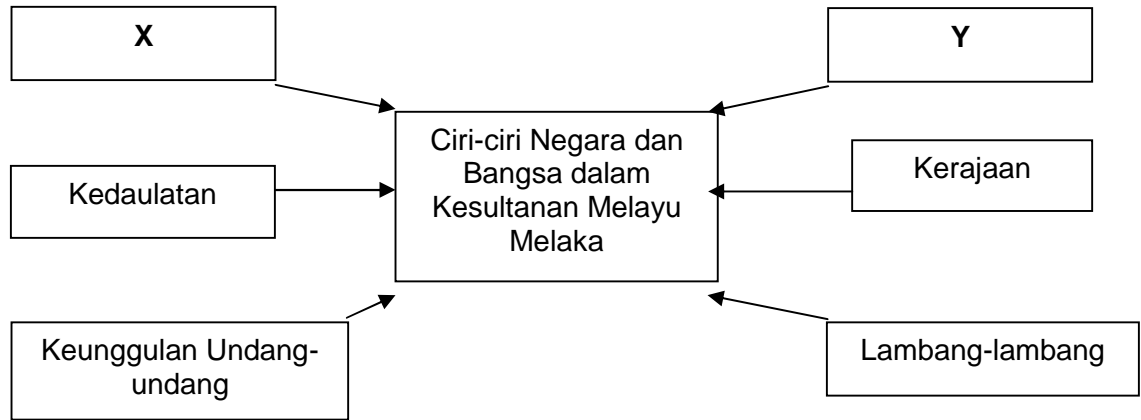 X
Y
Ciri-ciri Negara dan
Bangsa dalam
Kesultanan Melayu
Melaka
Kedaulatan
Kerajaan
Keunggulan Undang-
undang
Lambang-lambang